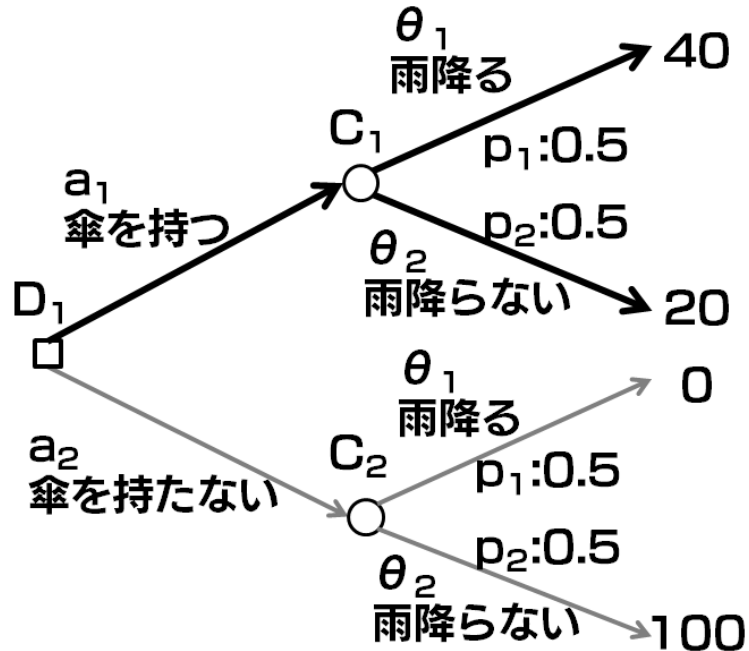 θ1
雨降る
40
C1
p1:0.5
a1
傘を持つ
p2:0.5
θ2
雨降らない
D1
20
θ1
雨降る
0
a2
傘を持たない
C2
p1:0.5
p2:0.5
θ2
雨降らない
100